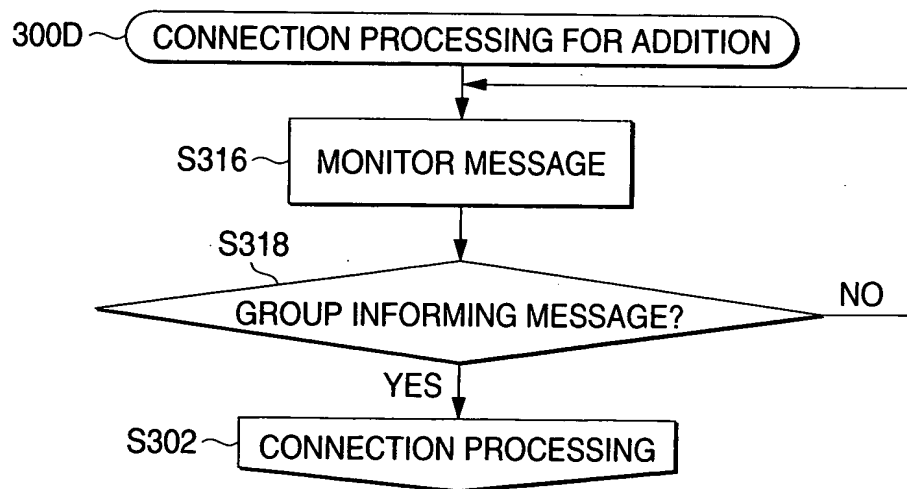 300D CONNECTION PROCESSING FOR ADDITION
S316 MONITOR MESSAGE
S318
GROUP INFORMING MESSAGE? NO
YES
S302 CONNECTION PROCESSING